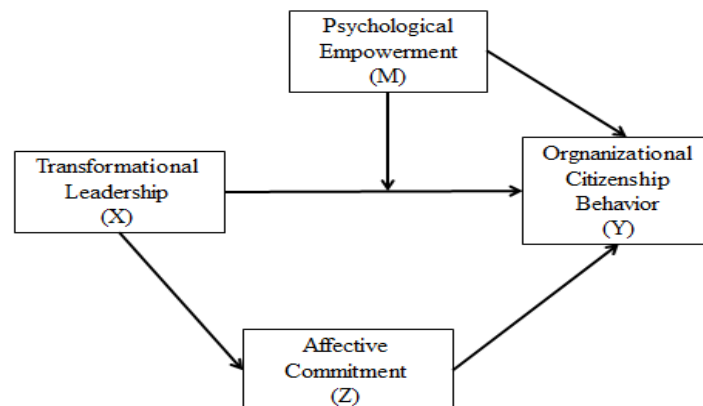 Psychological
Empowerment
(M)
Transformational
Leadership
(X)
Orgnanizational
Citizenship
Behavior
(Y)
Affective
Commitment
(Z)